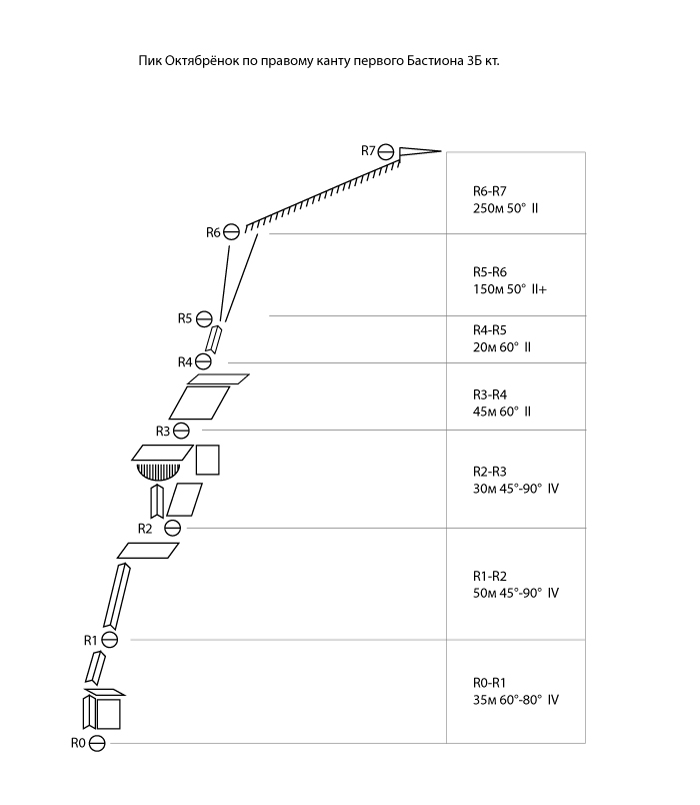 Пик Октябрёнок по правому канту первого Бастиона 3Б кт.
R7
R6-R7
250м 50° II
R6
R5-R6
150м 50° II+
R5
R4-R5
20м 60° II
R4
R3-R4
45м 60° II
R3
R2-R3
30м 45°-90° IV
R2
R1-R2
50м 45°-90° IV
R1
R0-R1
35м 60°-80° IV
R0